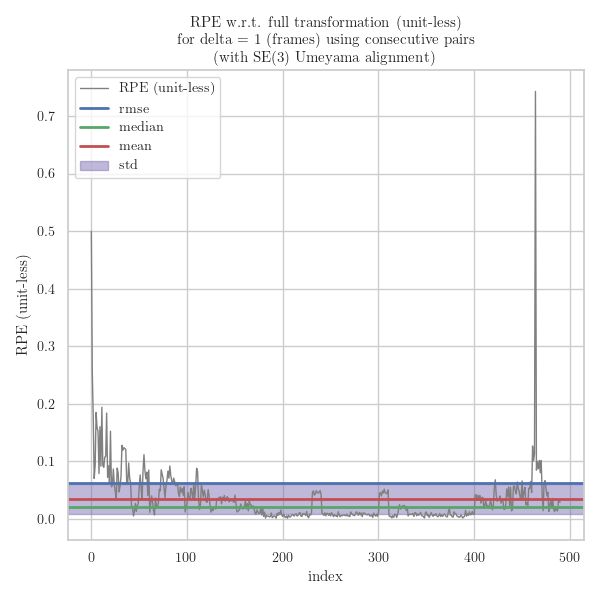 RPE w.r.t. full transformation (unit-less)
for delta = 1 (frames) using consecutive pairs
(with SE(3) Umeyama alignment)
RPE (unit-less)
rmse
median
mean
std
0.7
0.6
0.5
0.4
0.3
0.2
0.1
0.0
RPE (unit-less)
0 100 200 300 400 500
index